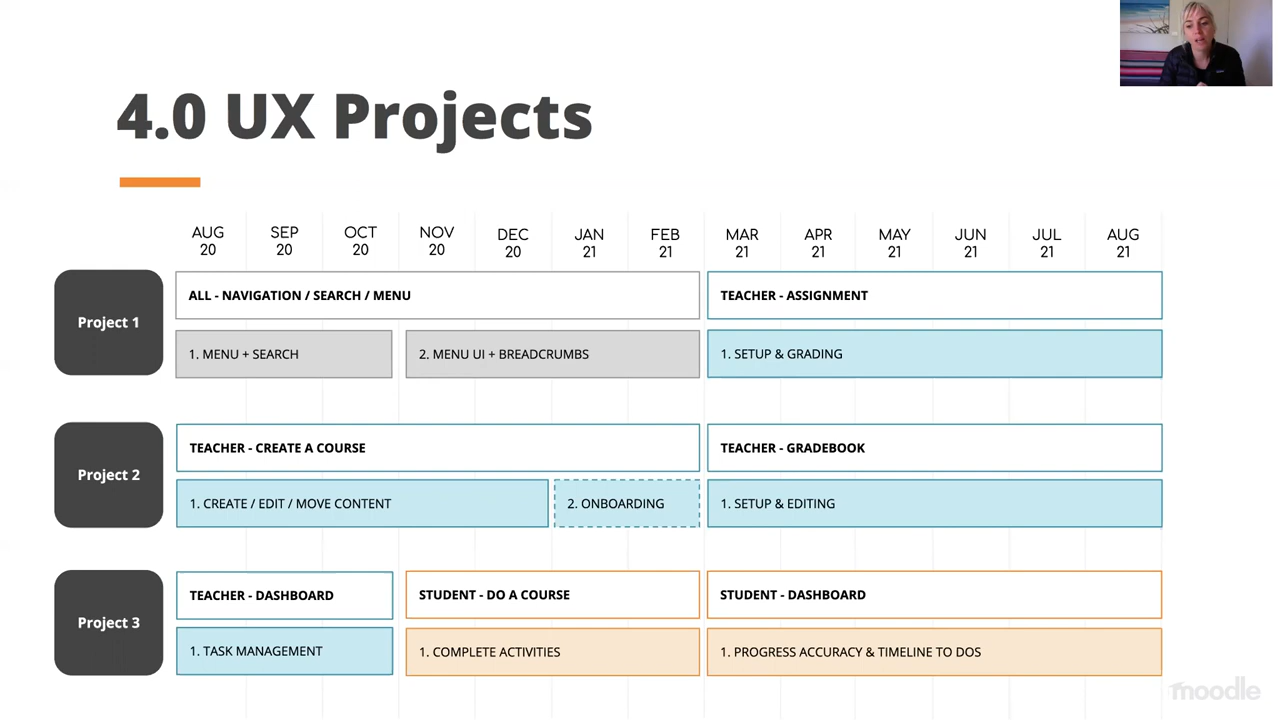 4.0 UX Projects
AUG 20
SEP 20
OCT 20
NOV 20
DEC 20
JAN 21
FEB 21
MAR 21
APR 21
MAY 21
JUN 21
JUL 21
AUG 21
Project 1
ALL - NAVIGATION / SEARCH / MENU
TEACHER - ASSIGNMENT
1. MENU + SEARCH
2. MENU UI + BREADCRUMBS
1. SETUP & GRADING
Project 2
TEACHER - CREATE A COURSE
TEACHER - GRADEBOOK
1. CREATE / EDIT / MOVE CONTENT
2. ONBOARDING
1. SETUP & EDITING
Project 3
TEACHER - DASHBOARD
STUDENT - DO A COURSE
STUDENT - DASHBOARD
1. TASK MANAGEMENT
1. COMPLETE ACTIVITIES
1. PROGRESS ACCURACY & TIMELINE TO DOS
moodle